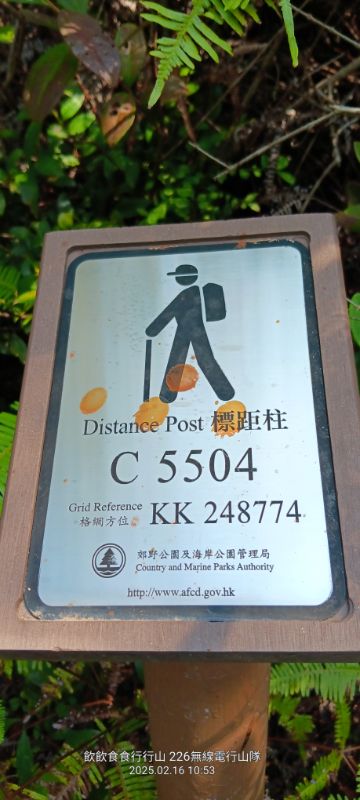 Distance Post 標距柱
C 5504
Grid Reference
格網方位 KK 248774
郊野公園及海岸公園管理局
Country and Marine Parks Authority
http://www.afcd.gov.hk
飲飲食食行行山 226無線電行山隊
2025.02.16 10:53